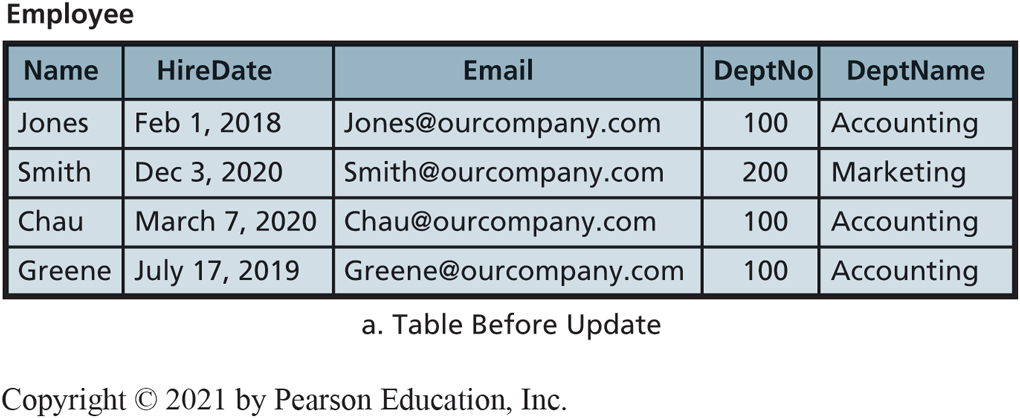 Employee
Name HireDate Email DeptNo DeptName
Jones Feb 1, 2018 Jones@ourcompany.com 100 Accounting
Smith Dec 3, 2020 Smith@ourcompany.com 200 Marketing
Chau March 7, 2020 Chau@ourcompany.com 100 Accounting
Greene July 17, 2019 Greene@ourcompany.com 100 Accounting
a. Table Before Update
Copyright © 2021 by Pearson Education, Inc.